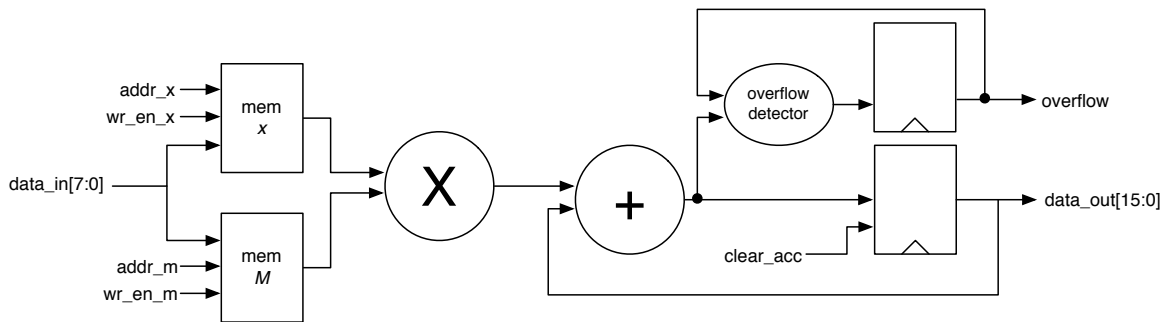 addr_x
wr_en_x
mem
x
data_in[7:0]
mem
M
addr_m
wr_en_m
X
+
overflow
detector
clear_acc
overflow
data_out[15:0]